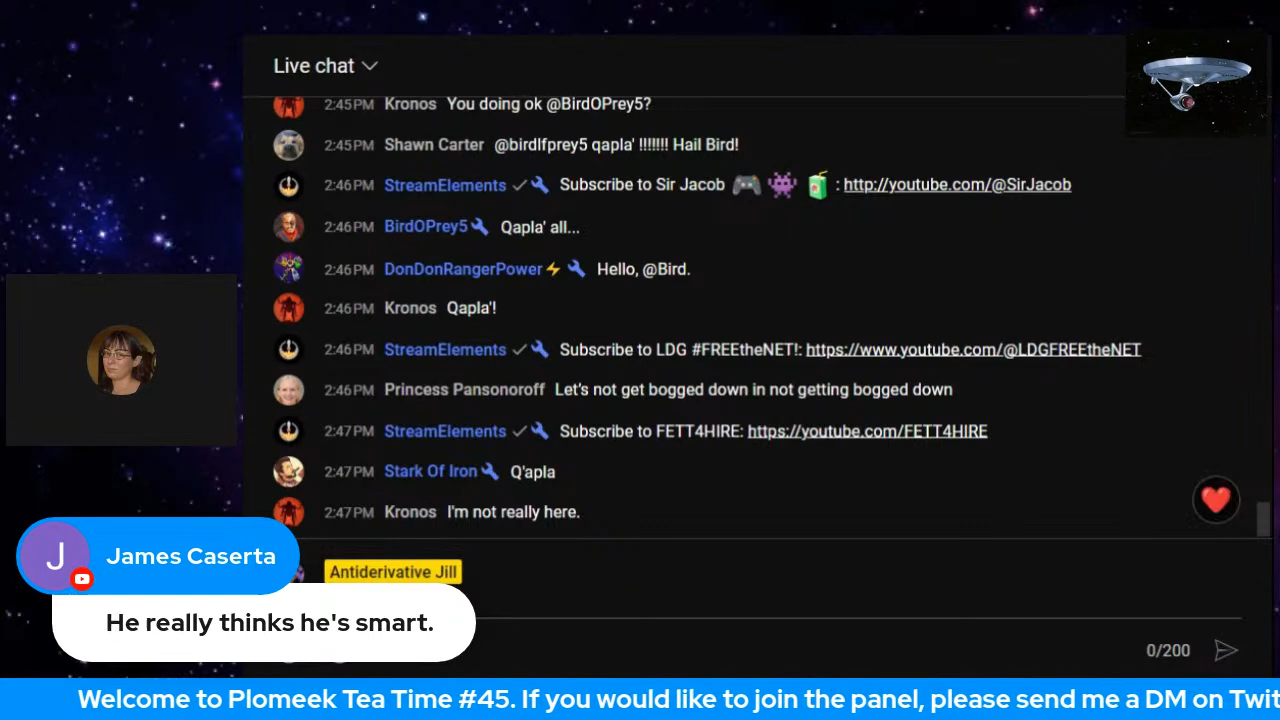 Live chat
2:45PM Kronos You doing ok @BirdOPrey5?
2:45PM Shawn Carter @birdlfprey5 qapla' !!!!!!! Hail Bird!
2:46PM StreamElements Subscribe to Sir Jacob 🎮 👾 🧃 : http://youtube.com/@SirJacob
2:46PM BirdOPrey5 Qapla' all...
2:46PM DonDonRangerPower⚡ Hello, @Bird.
2:46PM Kronos Qapla'!
2:46PM StreamElements Subscribe to LDG #FREEtheNET!: https://www.youtube.com/@LDGFREEtheNET
2:46PM Princess Pansonoroff Let's not get bogged down in not getting bogged down
2:47PM StreamElements Subscribe to FETT4HIRE: https://youtube.com/FETT4HIRE
2:47PM Stark Of Iron Q'apla
2:47PM Kronos I'm not really here.
Antiderivative Jill
J James Caserta
He really thinks he's smart.
0/200
Welcome to Plomeek Tea Time #45. If you would like to join the panel, please send me a DM on Twit